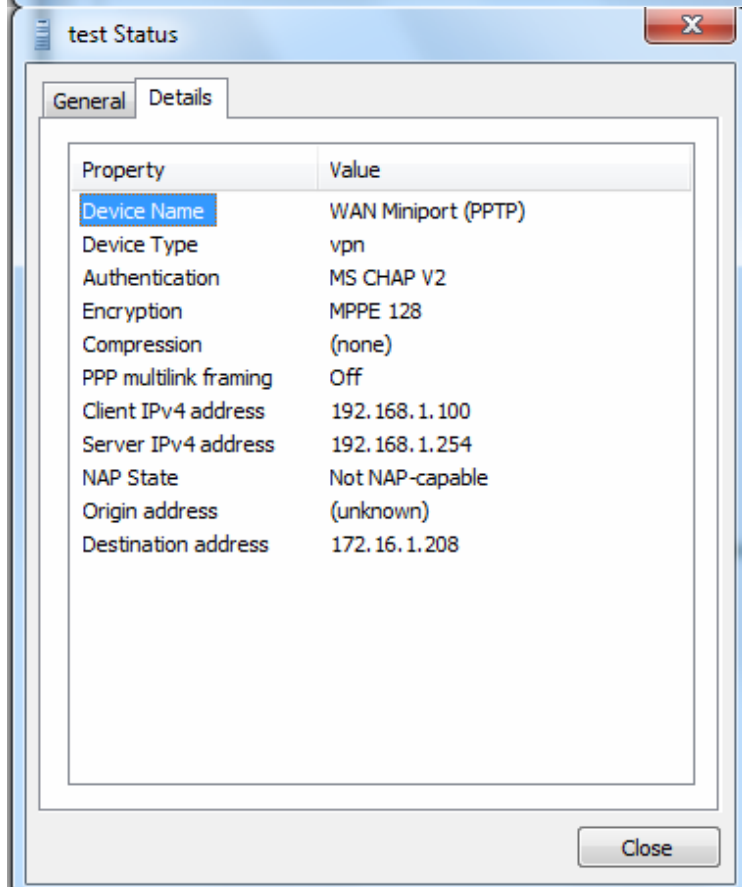 test Status
General Details
Property Value
Device Name WAN Miniport (PPTP)
Device Type vpn
Authentication MS CHAP V2
Encryption MPPE 128
Compression (none)
PPP multilink framing Off
Client IPv4 address 192.168.1.100
Server IPv4 address 192.168.1.254
NAP State Not NAP-capable
Origin address (unknown)
Destination address 172.16.1.208
Close